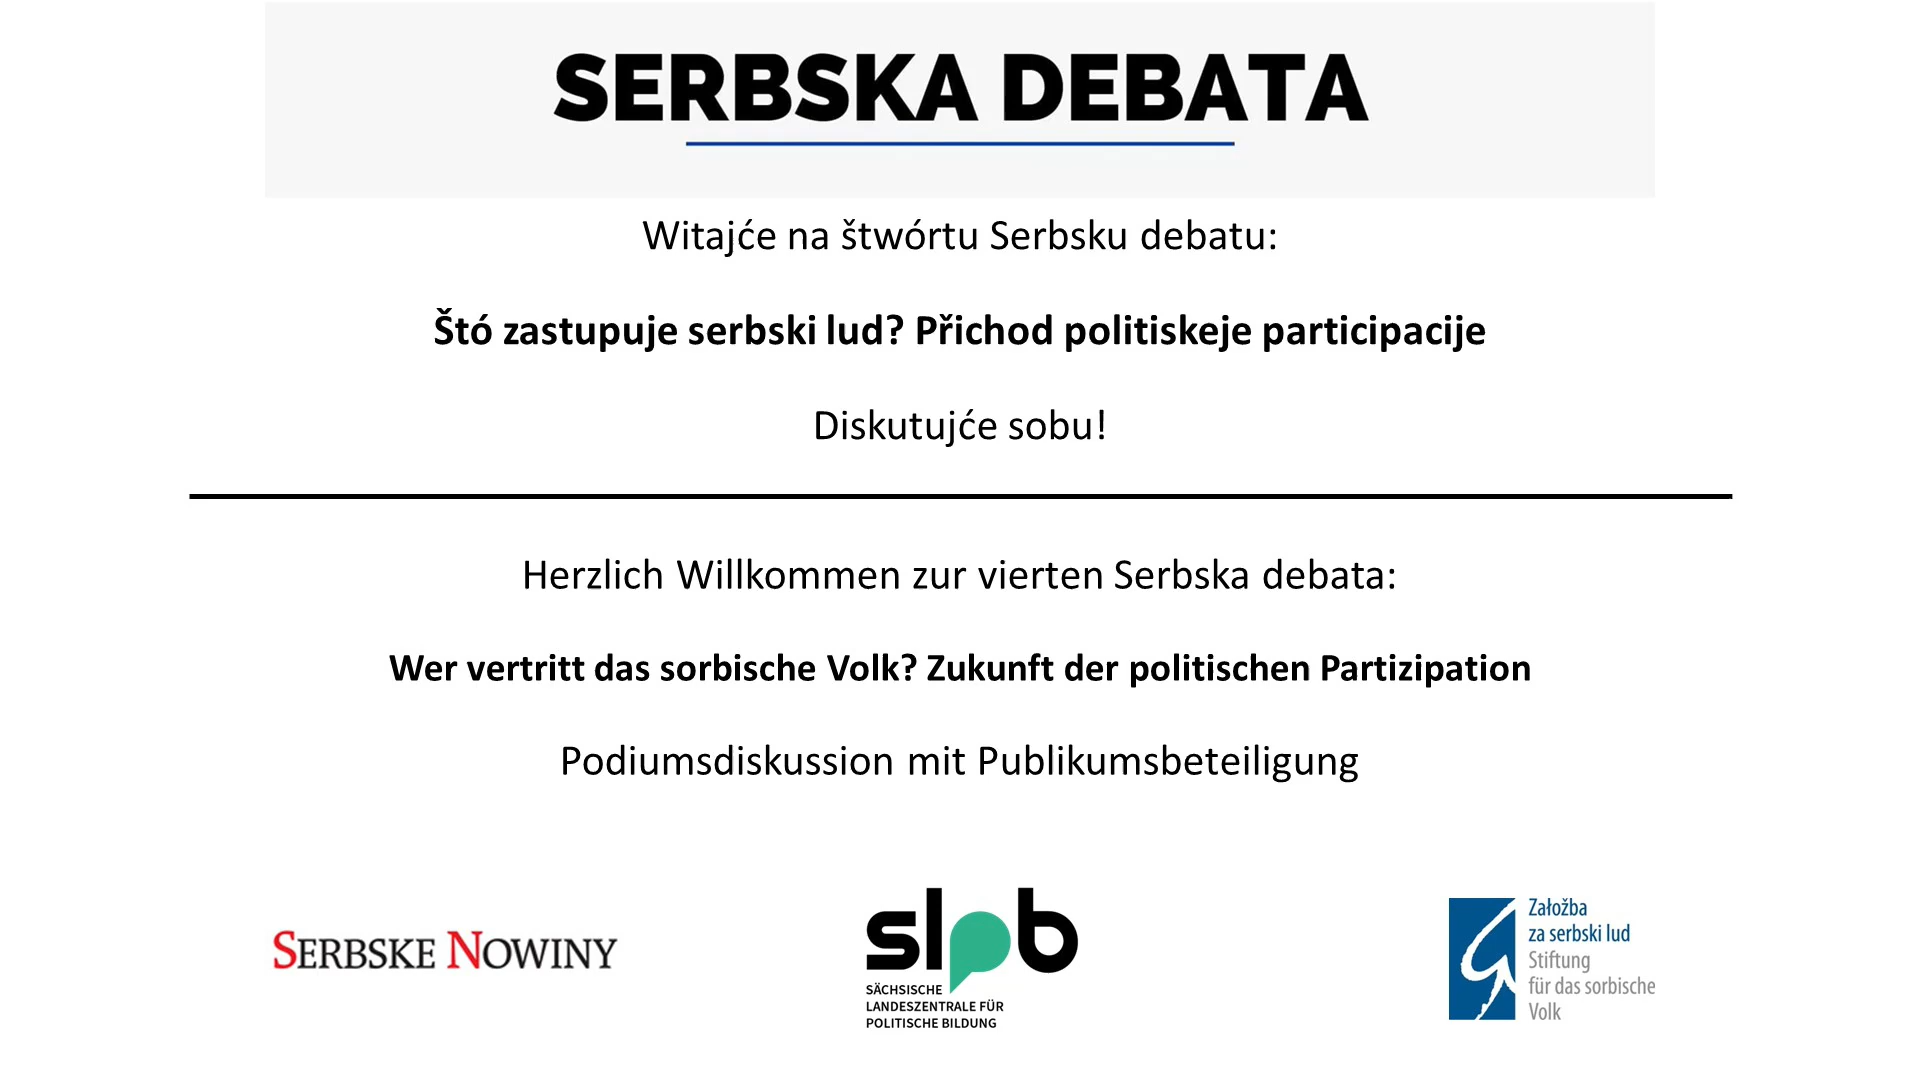 SERBSKA DEBATA
Witajće na štwórtu Serbsku debatu:
Štó zastupuje serbski lud? Přichod politiskeje participacije
Diskutujće sobu!
Herzlich Willkommen zur vierten Serbska debata:
Wer vertritt das sorbische Volk? Zukunft der politischen Partizipation
Podiumsdiskussion mit Publikumsbeteiligung
SERBSKE NOWINY
slpb
SÄCHSISCHE
LANDESZENTRALE FÜR
POLITISCHE BILDUNG
Załožba
za serbski lud
Stiftung
für das sorbische
Volk